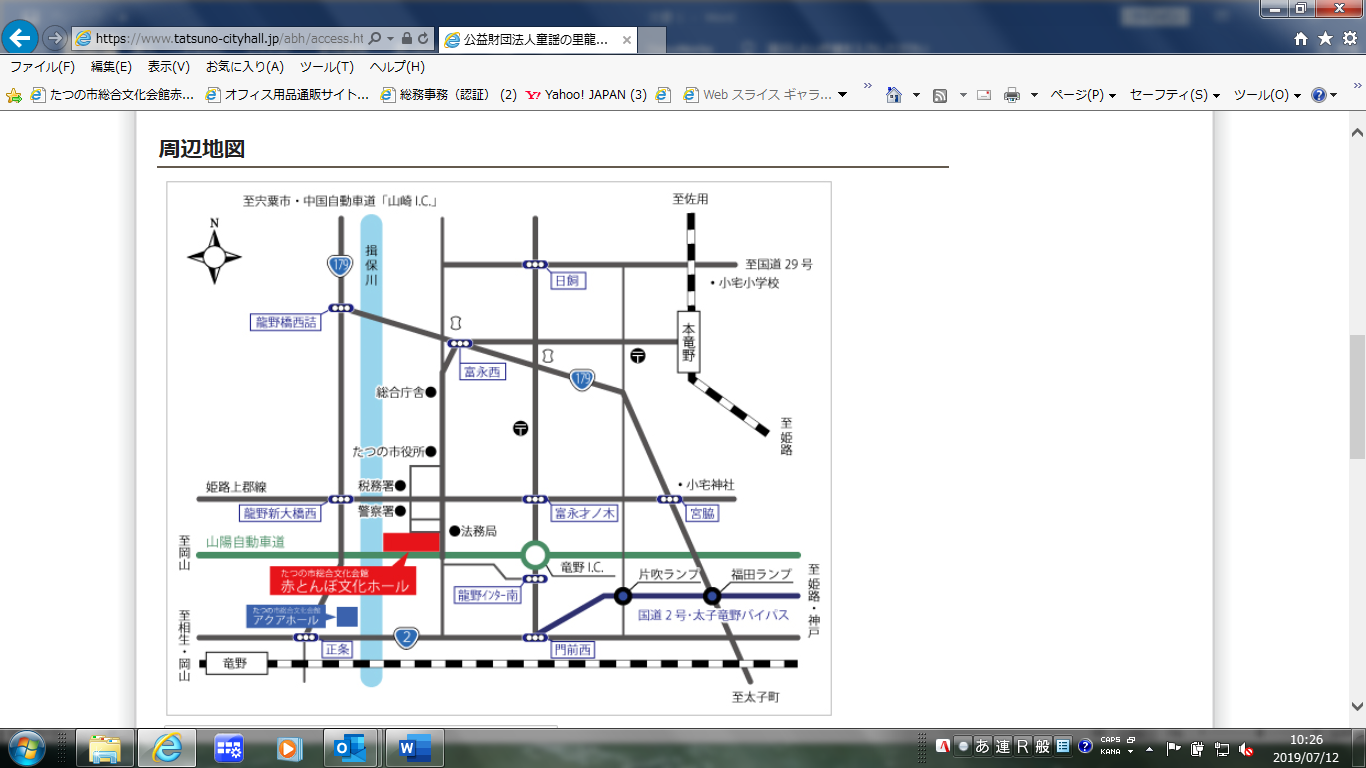 https://www.tatsuno-cityhall.jp/abh/access.ht
公益財団法人童謡の里龍...
ファイル(F) 編集(E) 表示(V) お気に入り(A) ツール(T) ヘルプ(H)
たつの市総合文化会館赤... オフィス用品通販サイト... 総務事務（認証） (2) Yahoo! JAPAN (3) Web スライス ギャラ... ページ(P) セーフティ(S) ツール(O)
周辺地図
至宍粟市・中国自動車道「山崎 I.C.」
至佐用
N
179
揖保川
至国道 29 号
日飼
・小宅小学校
龍野橋西詰
本竜野
富永西
179
総合庁舎
至姫路
たつの市役所
姫路上郡線
税務署
・小宅神社
龍野新大橋西
警察署
富永才ノ木
宮脇
法務局
至岡山
山陽自動車道
竜野 I.C.
たつの市総合文化会館
赤とんぼ文化ホール
片吹ランプ
福田ランプ
至姫路・神戸
龍野インター南
たつの市総合文化会館
アクアホール
国道 2 号・太子竜野バイパス
至相生・岡山
2
正条
門前西
竜野
至太子町
A あ 連 R 般
CAPS
KANA
10:26
2019/07/12